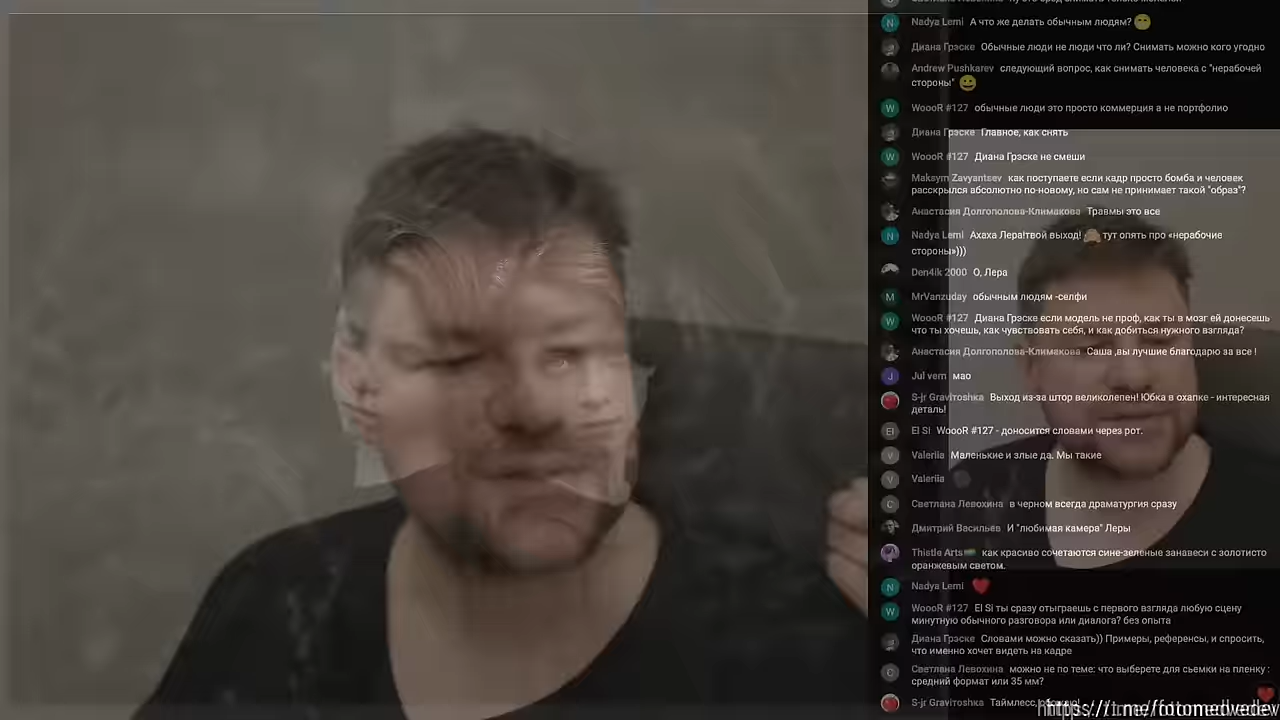 Nadya Lemi А что же делать обычным людям? 😁
Диана Грэске Обычные люди не люди что ли? Снимать можно кого угодно
Andrew Pushkarev следующий вопрос, как снимать человека с "нерабочей
стороны" 😄
WoooR #127 обычные люди это просто коммерция а не портфолио
Диана Грэске Главное, как снять
WoooR #127 Диана Грэске не смеши
Maksym Zavyantsev как поступаете если кадр просто бомба и человек
расскрылся абсолютно по-новому, но сам не принимает такой "образ"?
Анастасия Долгополова-Климакова Травмы это все
Nadya Lemi Ахаха Лера!твой выход! 🙈 тут опять про «нерабочие
стороны»)))
Den4ik 2000 О, Лера
MrVanzuday обычным людям -селфи
WoooR #127 Диана Грэске если модель не проф, как ты в мозг ей донесешь
что ты хочешь, как чувствовать себя, и как добиться нужного взгляда?
Анастасия Долгополова-Климакова Саша ,вы лучшие благодарю за все !
Jul vern мао
S-jr Gravitoshka Выход из-за штор великолепен! Юбка в охапке - интересная
деталь!
El Si WoooR #127 - доносится словами через рот.
Valeriia Маленькие и злые да. Мы такие
Valeriia
Светлана Левохина в черном всегда драматургия сразу
Дмитрий Васильев И "любимая камера" Леры
Thistle Arts как красиво сочетаются сине-зеленые занавеси с золотисто
оранжевым светом.
Nadya Lemi ❤️
WoooR #127 El Si ты сразу отыграешь с первого взгляда любую сцену
минутную обычного разговора или диалога? без опыта
Диана Грэске Словами можно сказать)) Примеры, референсы, и спросить,
что именно хочет видеть на кадре
Светлана Левохина можно не по теме: что выберете для сьемки на пленку :
средний формат или 35 мм?
S-jr Gravitoshka Таймлесс,
https://t.me/fotomedvedev